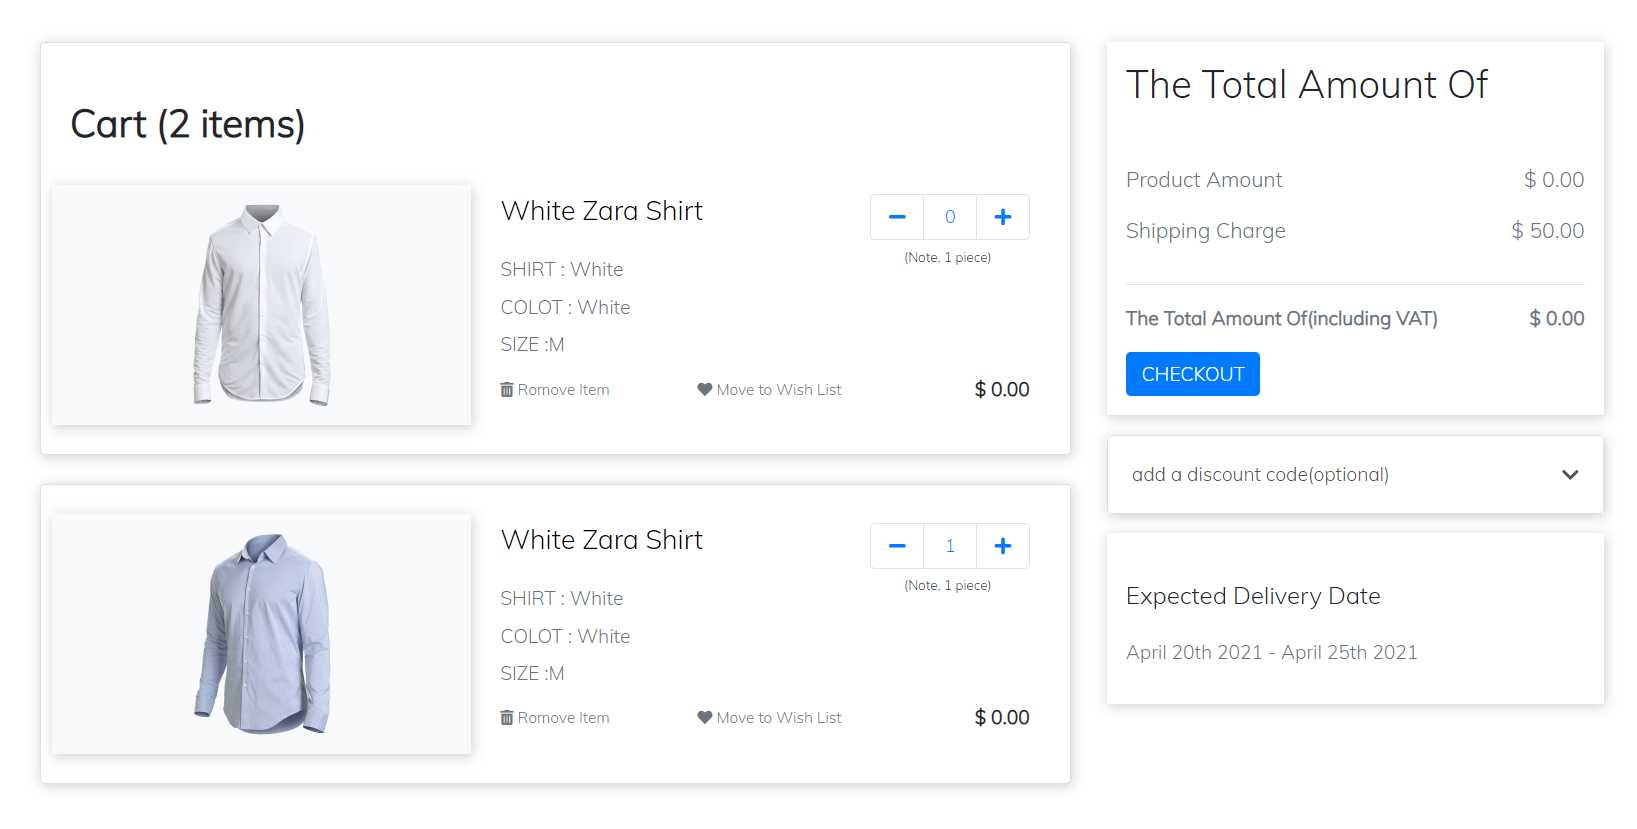 Cart (2 items)
White Zara Shirt
0
(Note, 1 piece)
SHIRT : White
COLOT : White
SIZE :M
Romove Item
Move to Wish List
$ 0.00
White Zara Shirt
1
(Note, 1 piece)
SHIRT : White
COLOT : White
SIZE :M
Romove Item
Move to Wish List
$ 0.00
The Total Amount Of
Product Amount $ 0.00
Shipping Charge $ 50.00
The Total Amount Of(including VAT) $ 0.00
CHECKOUT
add a discount code(optional)
Expected Delivery Date
April 20th 2021 - April 25th 2021